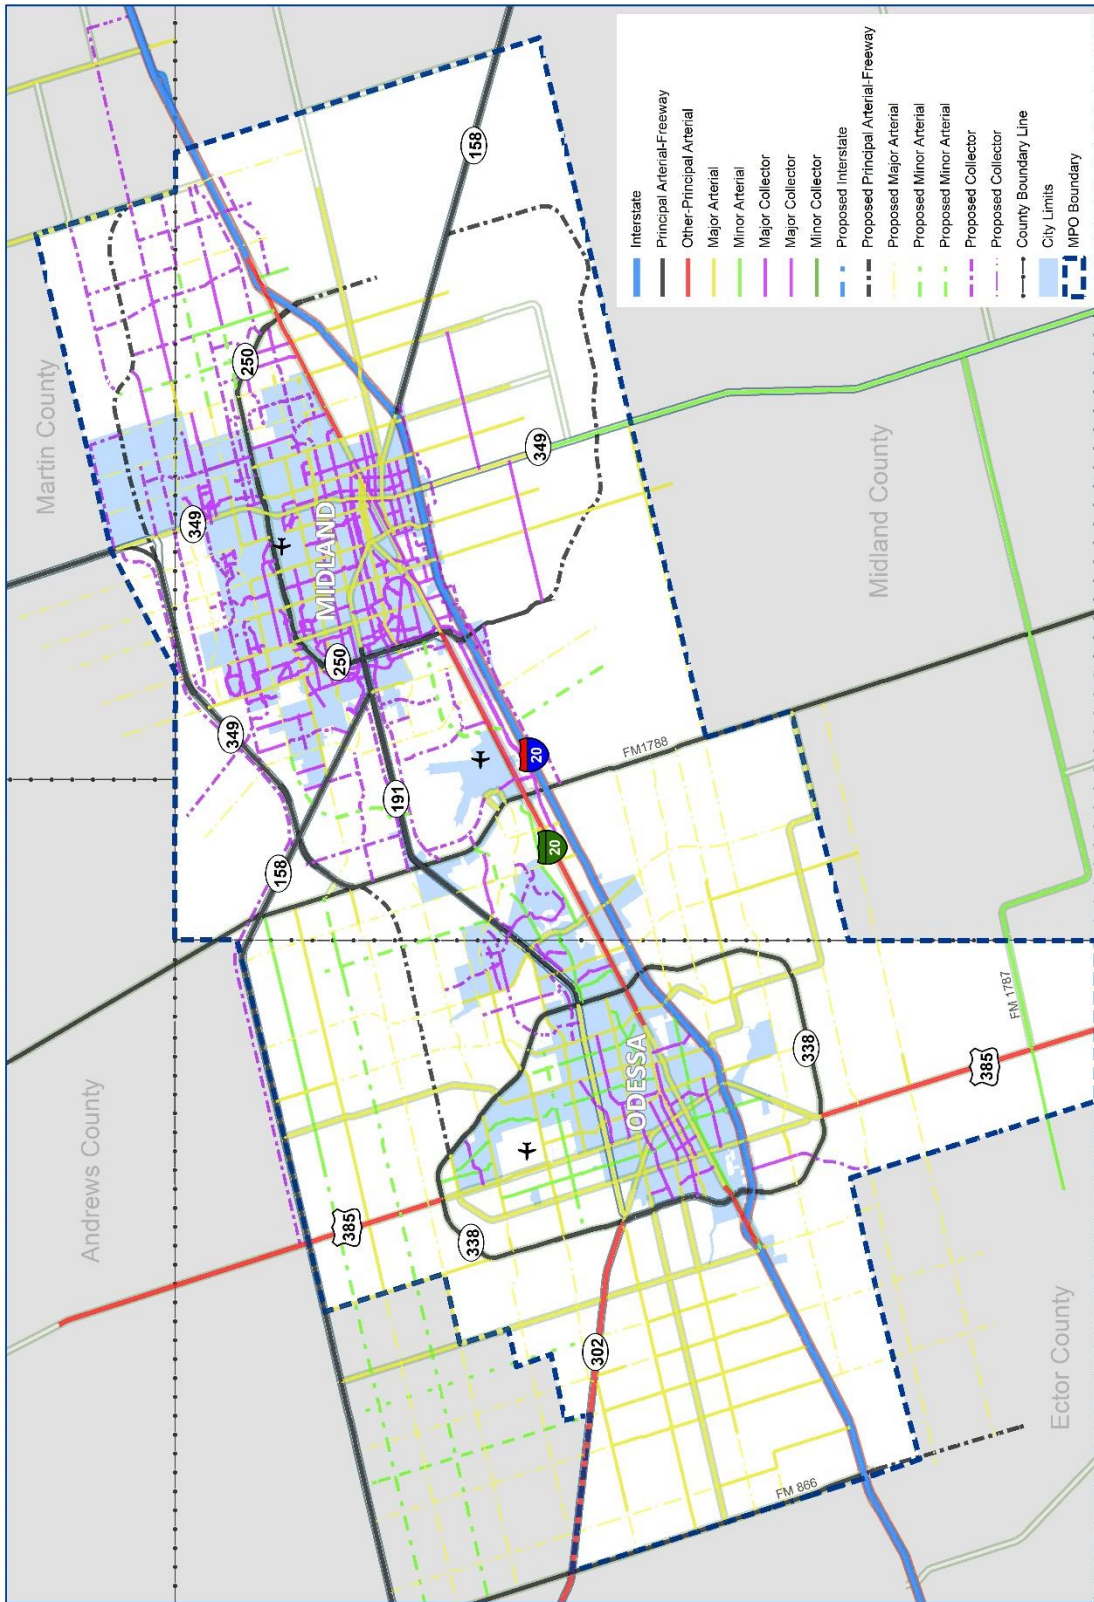 Martin County
Andrews County
Midland County
Ector County
MIDLAND
ODESSA
158
250
349
349
250
349
158
191
20
20
FM1788
158
349
385
338
302
338
385
FM 1787
FM 866
Interstate
Principal Arterial-Freeway
Other-Principal Arterial
Major Arterial
Minor Arterial
Major Collector
Major Collector
Minor Collector
Proposed Interstate
Proposed Principal Arterial-Freeway
Proposed Major Arterial
Proposed Minor Arterial
Proposed Minor Arterial
Proposed Collector
Proposed Collector
County Boundary Line
City Limits
MPO Boundary